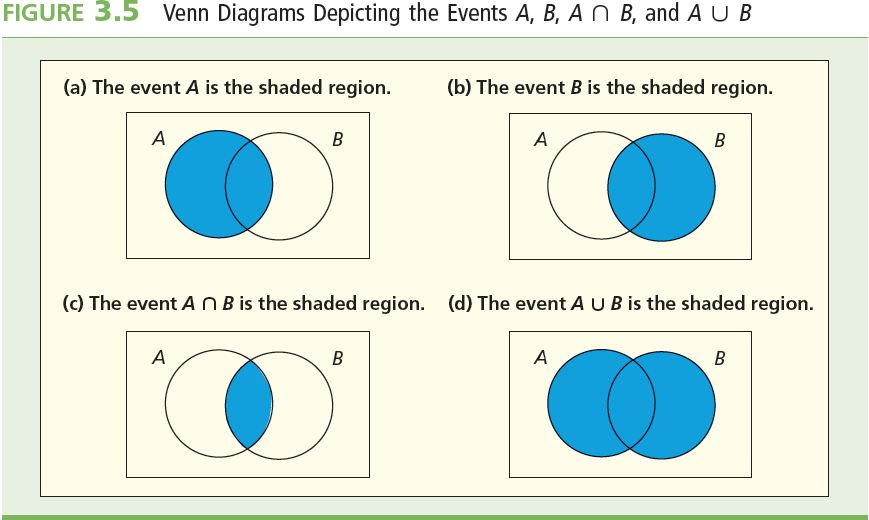 FIGURE 3.5 Venn Diagrams Depicting the Events A, B, A ∩ B, and A ∪ B
(a) The event A is the shaded region.
A B
(b) The event B is the shaded region.
A B
(c) The event A ∩ B is the shaded region.
A B
(d) The event A ∪ B is the shaded region.
A B